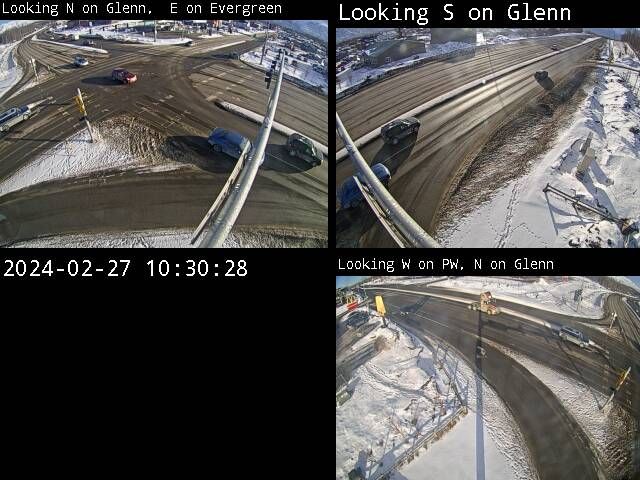 Looking N on Glenn,  E on Evergreen
Looking S on Glenn
2024-02-27 10:30:28
Looking W on PW, N on Glenn